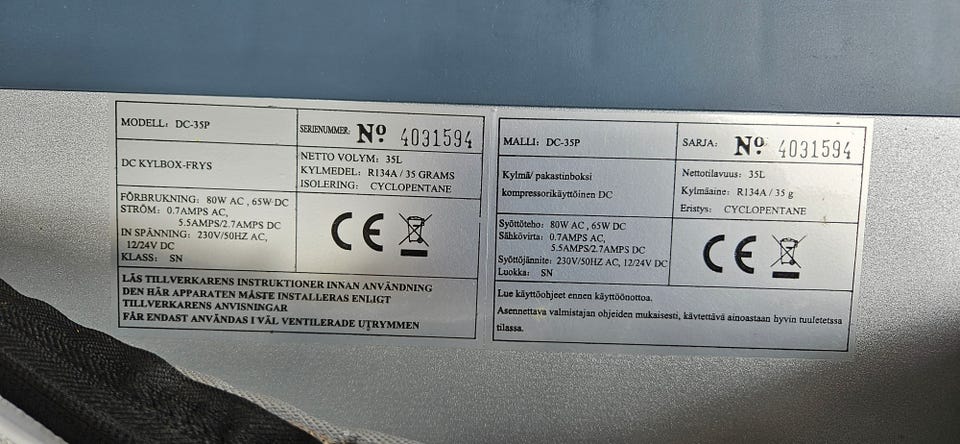 MODELL: DC-35P
SERIENUMMER: Nº 4031594
DC KYLBOX-FRYS
NETTO VOLYM: 35L
KYLMEDEL: R134A / 35 GRAMS
ISOLERING: CYCLOPENTANE
FÖRBRUKNING: 80W AC , 65W DC
STRÖM: 0.7AMPS AC,
5.5AMPS/2.7AMPS DC
IN SPÄNNING: 230V/50HZ AC,
12/24V DC
KLASS: SN
CE
LÄS TILLVERKARENS INSTRUKTIONER INNAN ANVÄNDNING
DEN HÄR APPARATEN MÅSTE INSTALLERAS ENLIGT
TILLVERKARENS ANVISNINGAR
FÅR ENDAST ANVÄNDAS I VÄL VENTILERADE UTRYMMEN
MALLI: DC-35P
SARJA: Nº 4031594
Kylmä/ pakastinboksi
kompressorikäyttöinen DC
Nettotilavuus: 35L
Kylmäaine: R134A / 35 g
Eristys: CYCLOPENTANE
Syöttöteho: 80W AC, 65W DC
Sähkövirta: 0.7AMPS AC,
5.5AMPS/2.7AMPS DC
Syöttöjännite: 230V/50HZ AC, 12/24V DC
Luokka: SN
CE
Lue käyttöohjeet ennen käyttöönottoa.
Asennettava valmistajan ohjeiden mukaisesti, käytettävä ainoastaan hyvin tuuletetssa
tilassa.